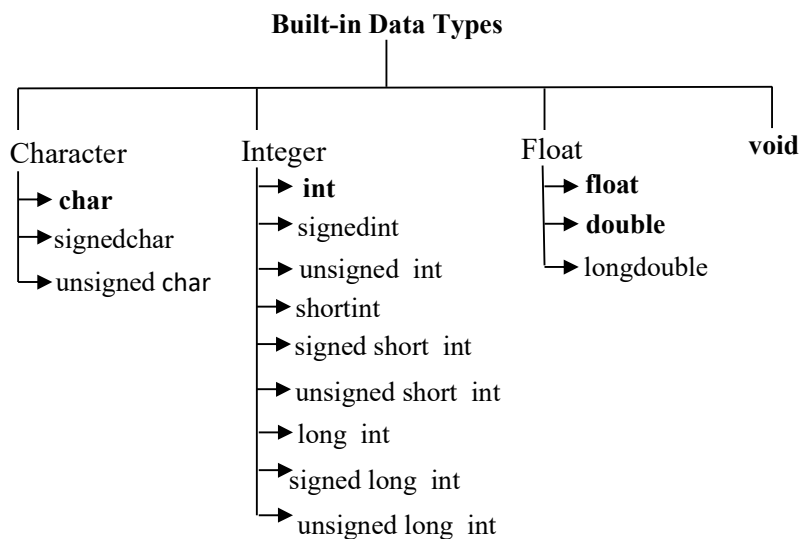 Built-in Data Types
Character
char
signedchar
unsigned char
Integer
int
signedint
unsigned int
shortint
signed short int
unsigned short int
long int
signed long int
unsigned long int
Float
float
double
longdouble
void